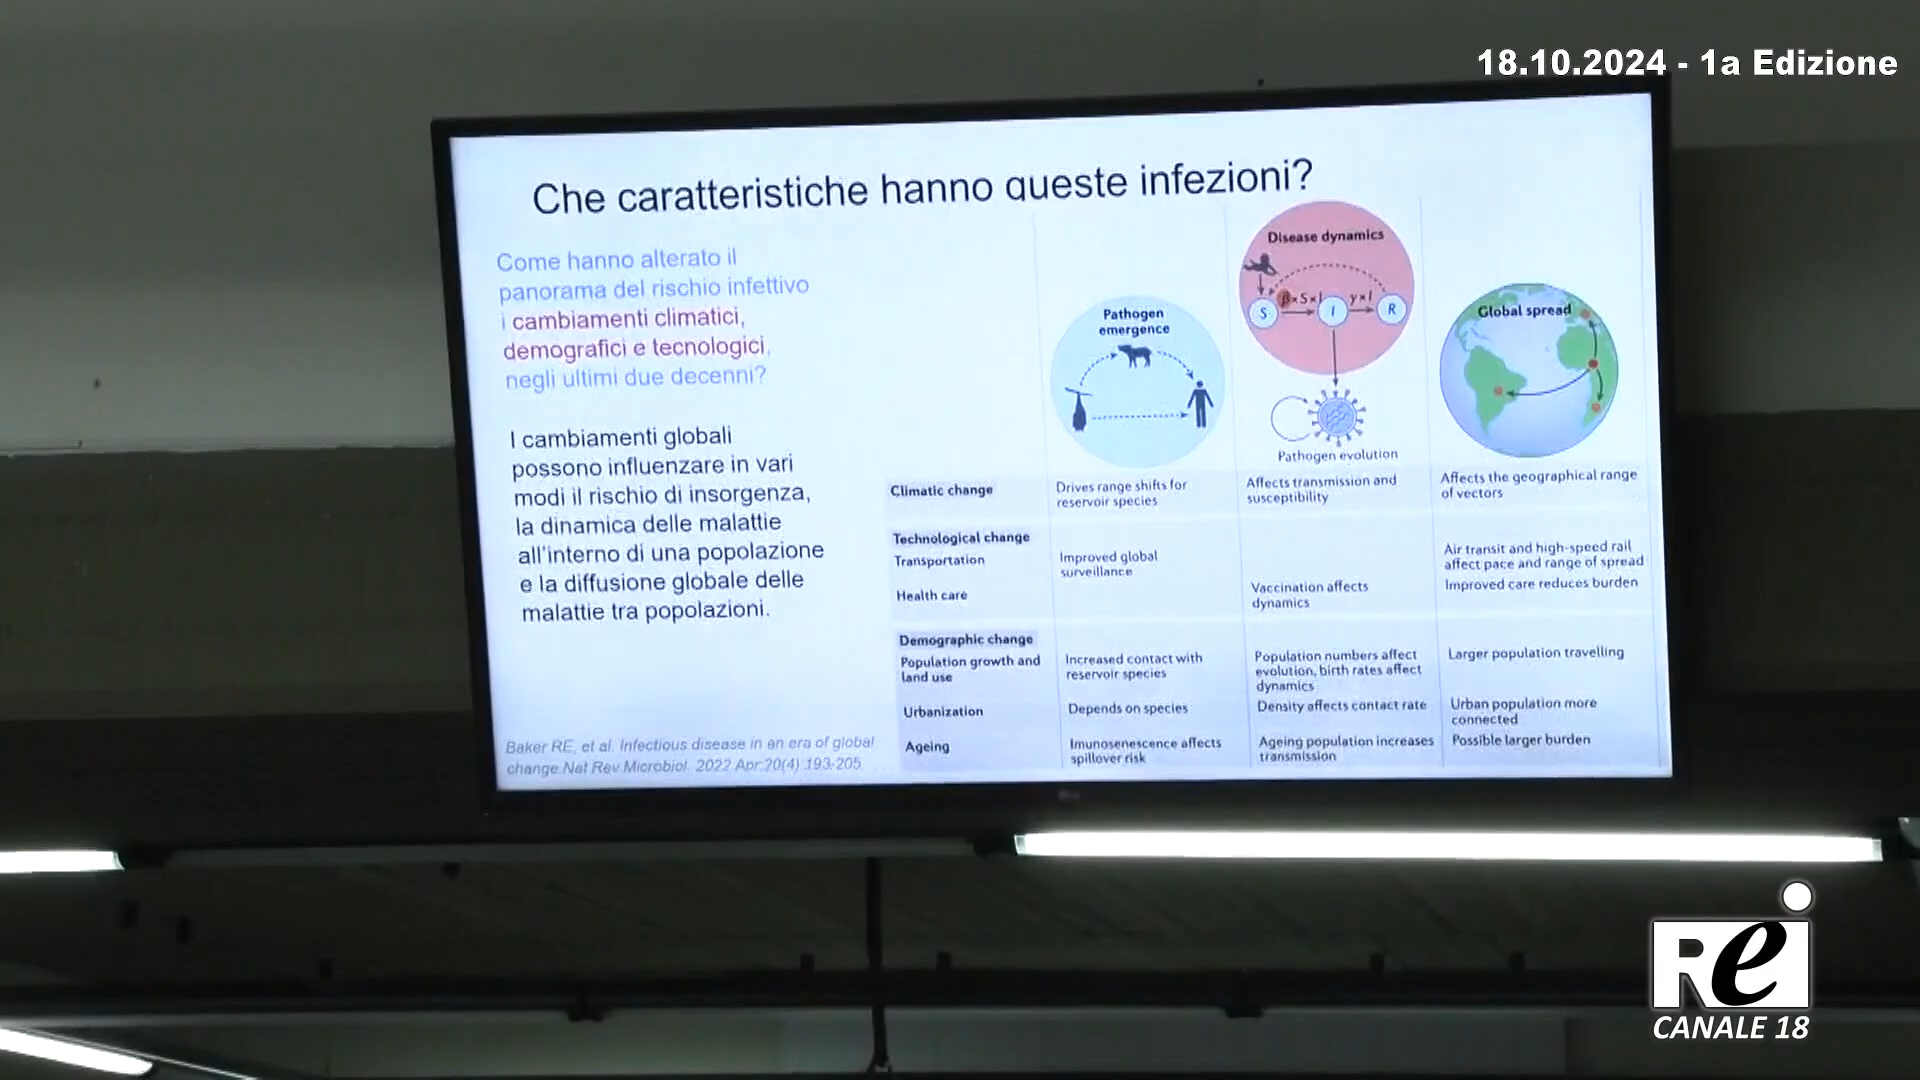 18.10.2024 - 1a Edizione
Che caratteristiche hanno queste infezioni?
Come hanno alterato il
panorama del rischio infettivo
i cambiamenti climatici,
demografici e tecnologici,
negli ultimi due decenni?
I cambiamenti globali
possono influenzare in vari
modi il rischio di insorgenza,
la dinamica delle malattie
all'interno di una popolazione
e la diffusione globale delle
malattie tra popolazioni.
Baker RE, et al. Infectious disease in an era of global
change. Nat Rev Microbiol. 2022 Apr;20(4):193-205.
Pathogen
emergence
Disease dynamics
β×S×I
γ×I
S
I
R
Pathogen evolution
Global spread
Climatic change
Drives range shifts for
reservoir species
Affects transmission and
susceptibility
Affects the geographical range
of vectors
Technological change
Transportation
Improved global
surveillance
Air transit and high-speed rail
affect pace and range of spread
Health care
Vaccination affects
dynamics
Improved care reduces burden
Demographic change
Population growth and
land use
Increased contact with
reservoir species
Population numbers affect
evolution, birth rates affect
dynamics
Larger population travelling
Urbanization
Depends on species
Density affects contact rate
Urban population more
connected
Ageing
Imunosenescence affects
spillover risk
Ageing population increases
transmission
Possible larger burden
Rei
CANALE 18